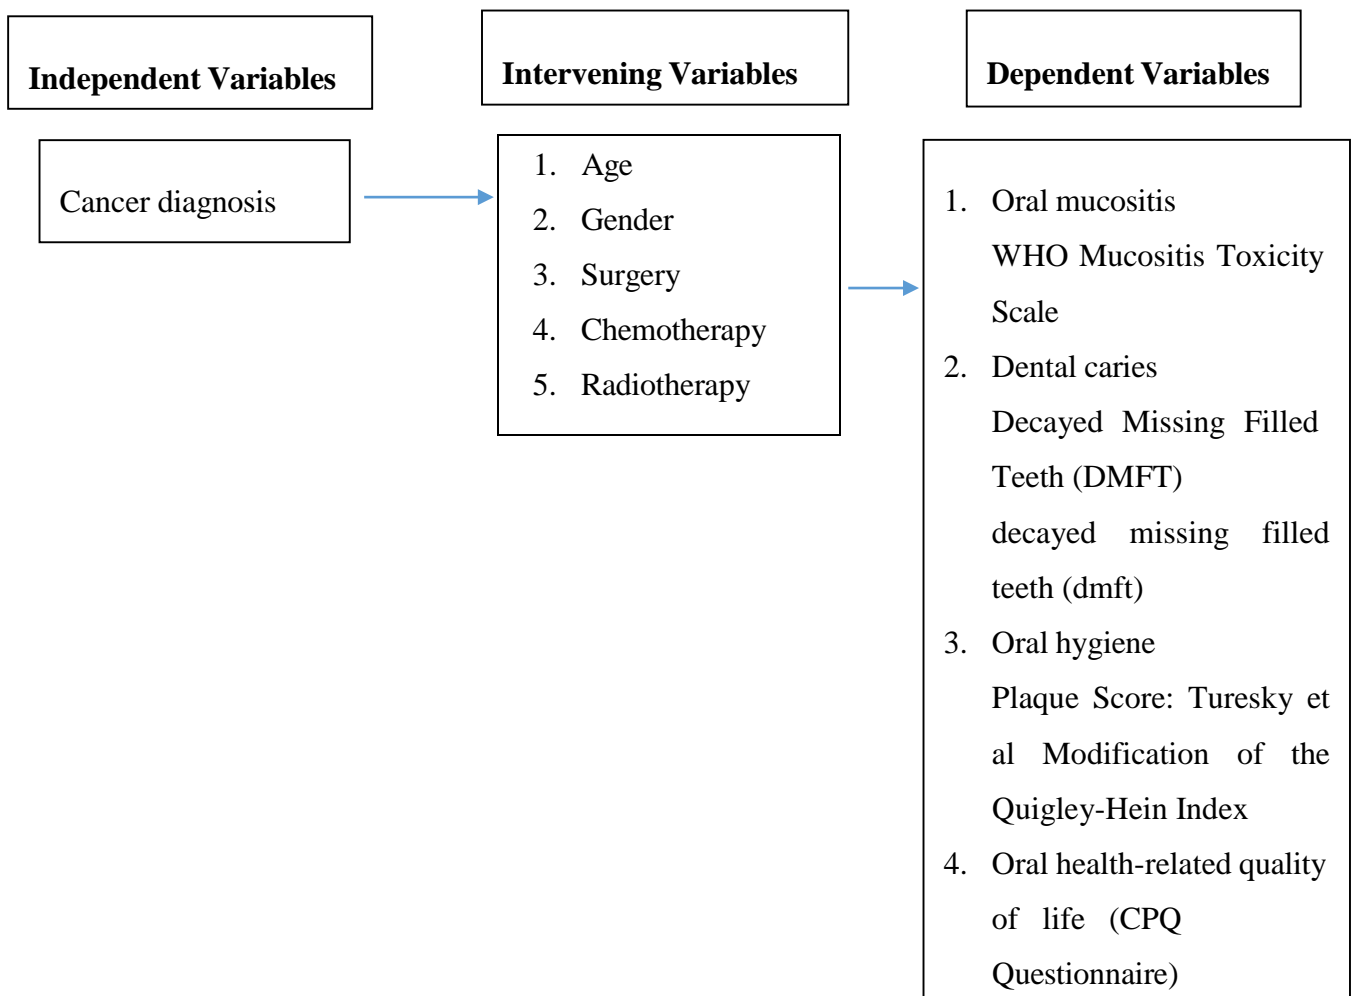 Independent Variables
Intervening Variables
Dependent Variables
Cancer diagnosis
1. Age
2. Gender
3. Surgery
4. Chemotherapy
5. Radiotherapy
1. Oral mucositis
WHO Mucositis Toxicity
Scale
2. Dental caries
Decayed Missing Filled
Teeth (DMFT)
decayed missing filled
teeth (dmft)
3. Oral hygiene
Plaque Score: Turesky et
al Modification of the
Quigley-Hein Index
4. Oral health-related quality
of life (CPQ
Questionnaire)